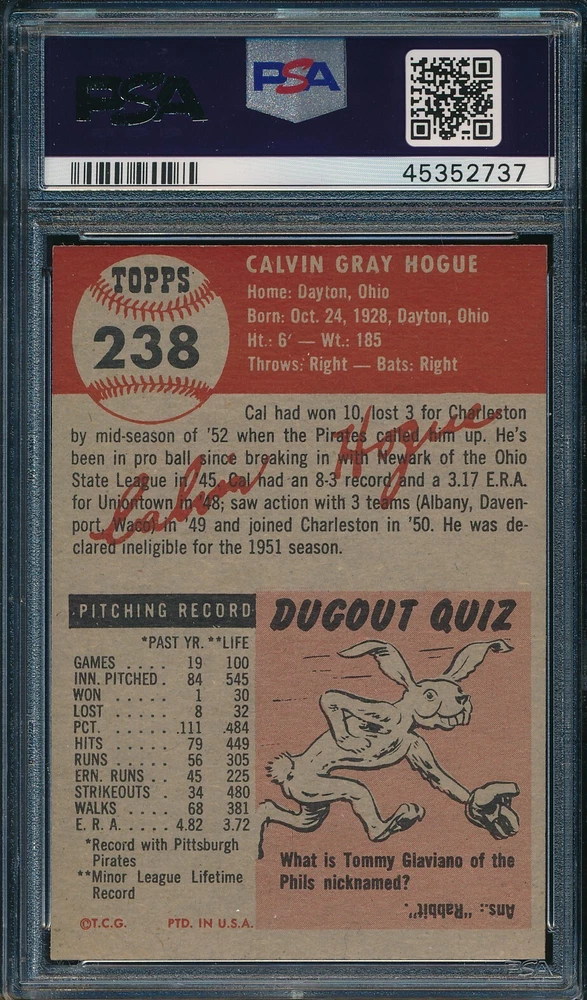 PSA
PSA
45352737
TOPPS
238
CALVIN GRAY HOGUE
Home: Dayton, Ohio
Born: Oct. 24, 1928, Dayton, Ohio
Ht.: 6′ — Wt.: 185
Throws: Right — Bats: Right
Cal had won 10, lost 3 for Charleston
by mid-season of '52 when the Pirates called him up. He's
been in pro ball since breaking in with Newark of the Ohio
State League in '45. Cal had an 8-3 record and a 3.17 E.R.A.
for Uniontown in '48; saw action with 3 teams (Albany, Daven-
port, Waco) in '49 and joined Charleston in '50. He was de-
clared ineligible for the 1951 season.
Calvin Hogue
PITCHING RECORD
*PAST YR. **LIFE
GAMES .... 19 100
INN. PITCHED . 84 545
WON ..... 1 30
LOST ..... 8 32
PCT. ..... .111 .484
HITS ..... 79 449
RUNS .... 56 305
ERN. RUNS .. 45 225
STRIKEOUTS . 34 480
WALKS .... 68 381
E. R. A. ..... 4.82 3.72
*Record with Pittsburgh
Pirates
**Minor League Lifetime
Record
©T.C.G. PTD. IN U.S.A.
DUGOUT QUIZ
What is Tommy Glaviano of the
Phils nicknamed?
Ans.: "Rabbit".
PSA